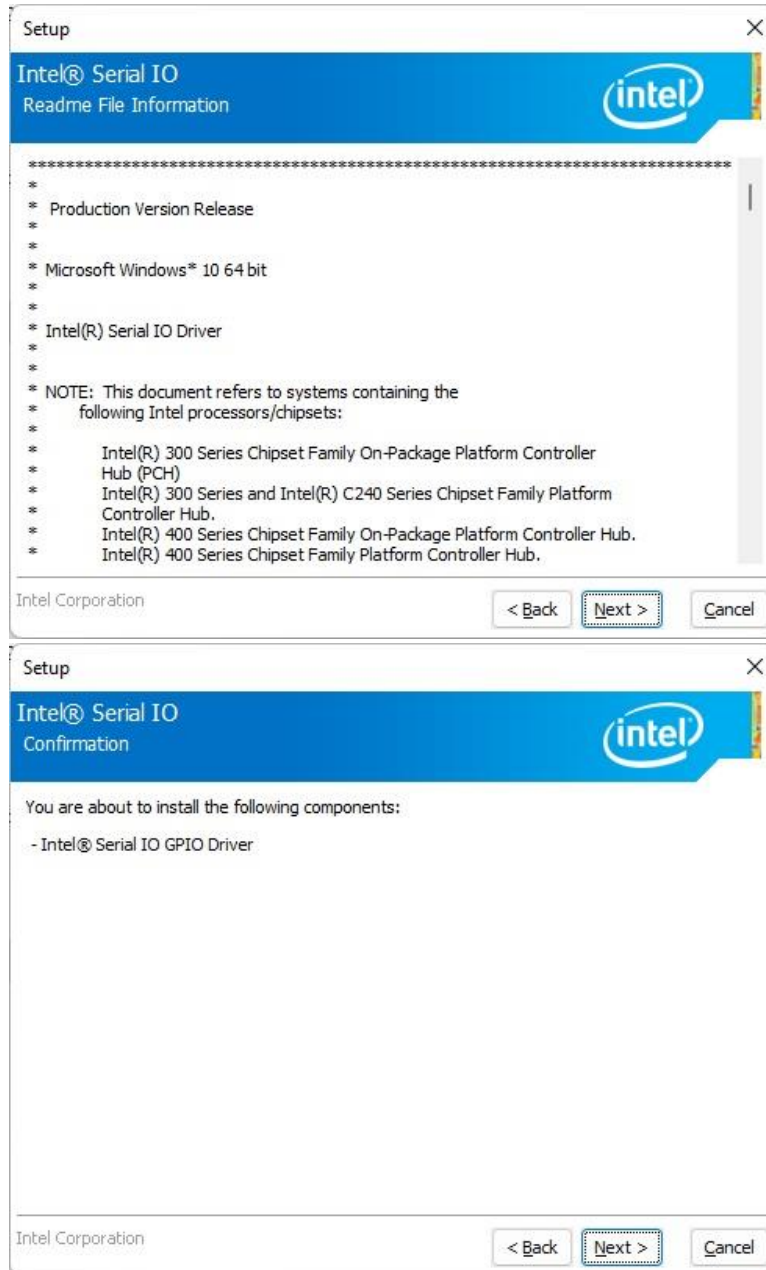 Setup
Intel® Serial IO
Readme File Information
intel
*******************************************************************************
*
* Production Version Release
*
*
* Microsoft Windows* 10 64 bit
*
*
* Intel(R) Serial IO Driver
*
*
* NOTE: This document refers to systems containing the
* following Intel processors/chipsets:
*
* Intel(R) 300 Series Chipset Family On-Package Platform Controller
* Hub (PCH)
* Intel(R) 300 Series and Intel(R) C240 Series Chipset Family Platform
* Controller Hub.
* Intel(R) 400 Series Chipset Family On-Package Platform Controller Hub.
* Intel(R) 400 Series Chipset Family Platform Controller Hub.
Intel Corporation
< Back Next > Cancel
Setup
Intel® Serial IO
Confirmation
intel
You are about to install the following components:
- Intel® Serial IO GPIO Driver
Intel Corporation
< Back Next > Cancel